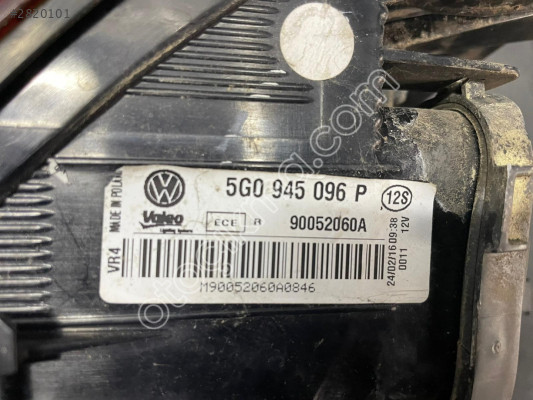 #2820101
5G0 945 096 P
12S
MADE IN POLAND
Valeo
ECE R 90052060A
VR4
M90052060A0846
24/02/16 09:38
0011 12V